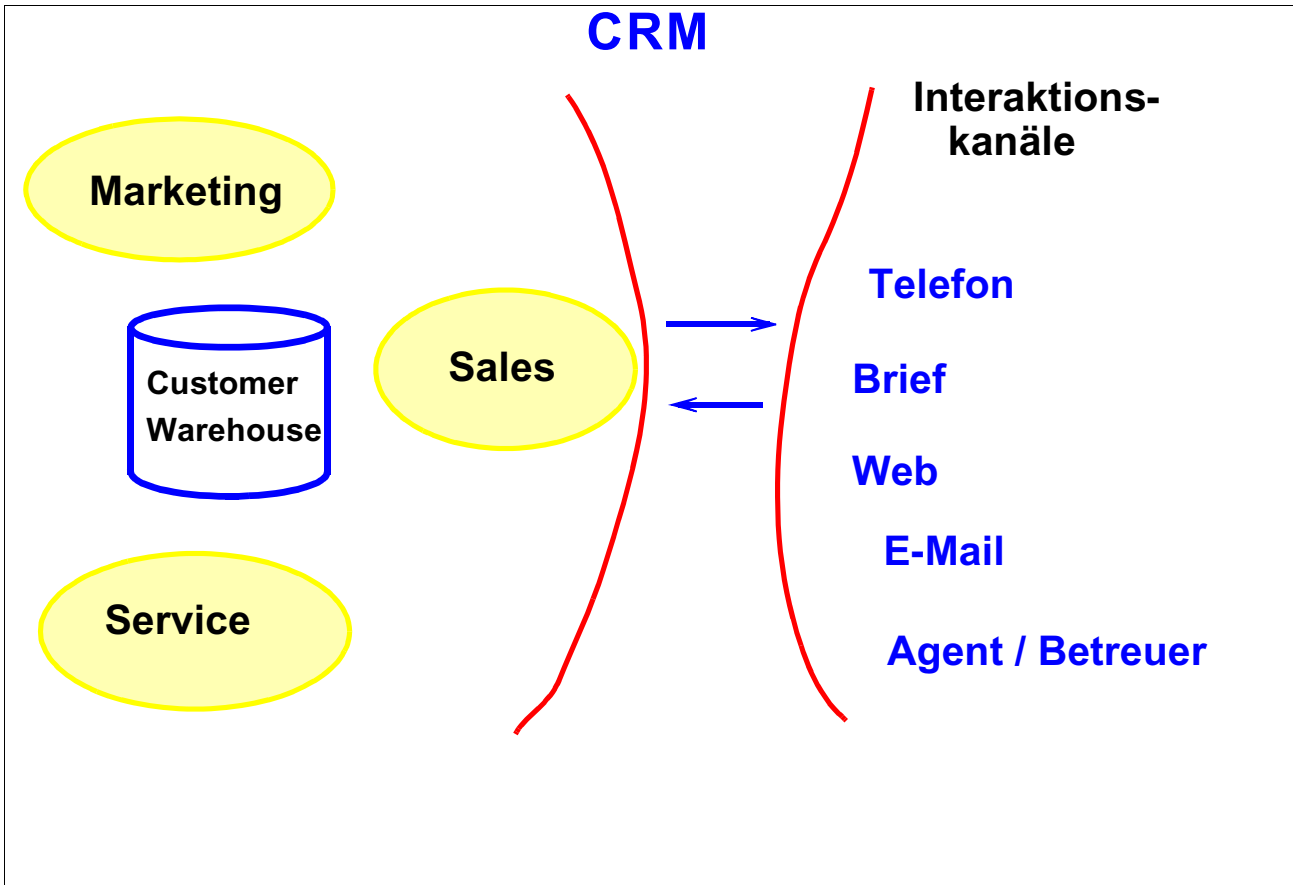 CRM
Interaktions-
kanäle
Marketing
Telefon
Sales
Brief
Customer
Warehouse
Web
E-Mail
Service
Agent / Betreuer